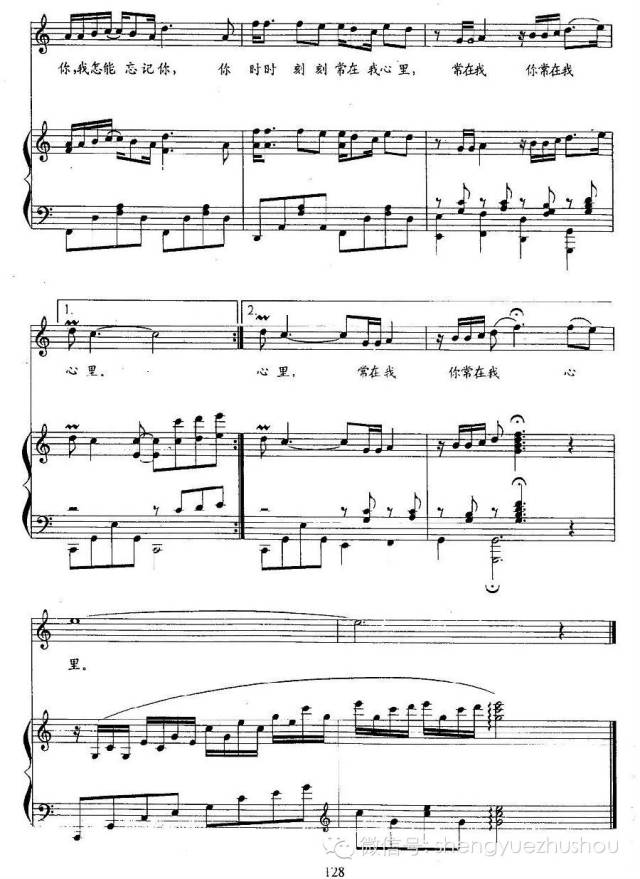 你,我怎能 忘记你, 你 时时 刻刻常在我心里, 常在我 你常在我
1. 2.
心里。 心里, 常在我 你常在我 心
里。
微信号: shengyuezhushou
128